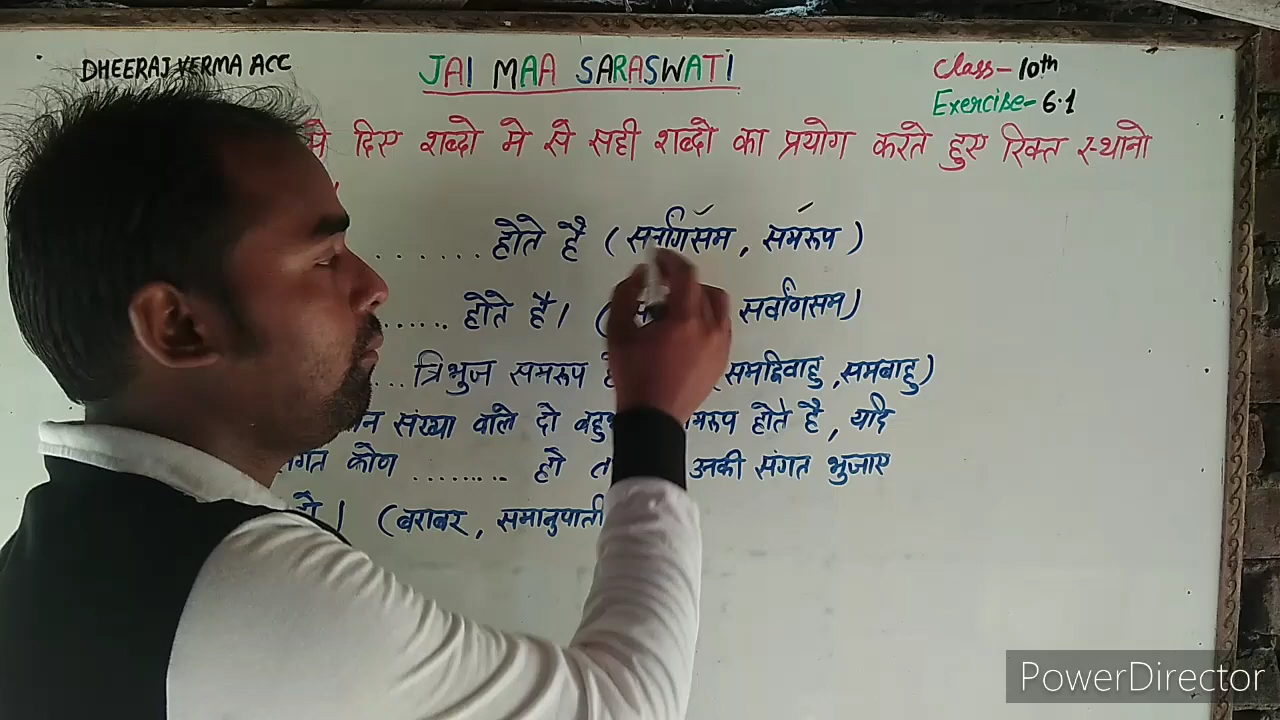 DHEERAJ VERMA ACC
JAI MAA SARASWATI
Class- 10th
Exercise- 6.1
दिए शब्दो मे से सही शब्दो का प्रयोग करते हुए रिक्त स्थानो
....... होते है (सर्वांगसम, समरूप)
...... होते है। सर्वांगसम)
... त्रिभुज समरूप (समद्विबाहु, समबाहु)
संख्या वाले दो होते है, यदि
कोण ........ हो उनकी संगत भुजाए
। (बराबर, समानुपाती
PowerDirector